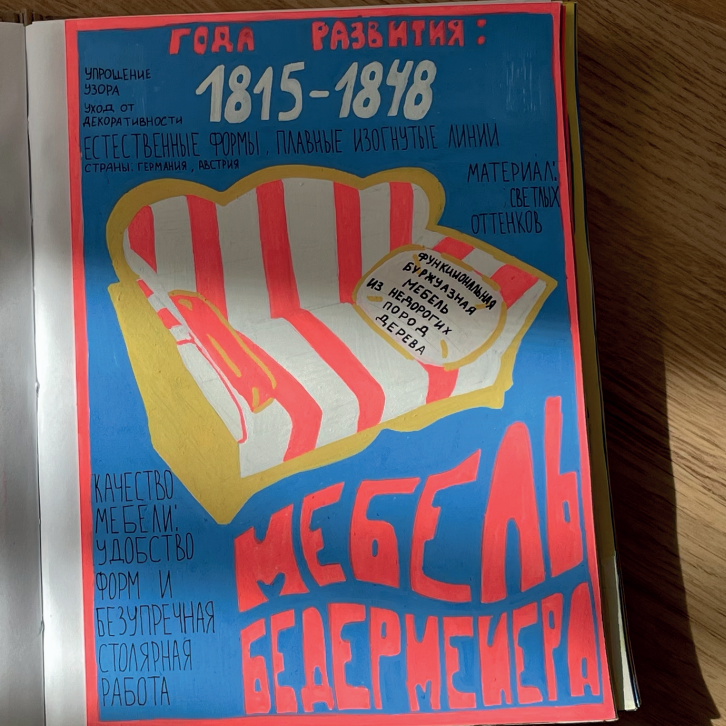 ГОДА РАЗВИТИЯ:
1815-1848
УПРОЩЕНИЕ
УЗОРА
УХОД ОТ
ДЕКОРАТИВНОСТИ
ЕСТЕСТВЕННЫЕ ФОРМЫ, ПЛАВНЫЕ ИЗОГНУТЫЕ ЛИНИИ
СТРАНЫ: ГЕРМАНИЯ, АВСТРИЯ
МАТЕРИАЛ:
СВЕТЛЫХ
ОТТЕНКОВ
ФУНКЦИОНАЛЬНАЯ
БУРЖУАЗНАЯ
МЕБЕЛЬ
ИЗ НЕДОРОГИХ
ПОРОД
ДЕРЕВА
КАЧЕСТВО
МЕБЕЛИ:
УДОБСТВО
ФОРМ И
БЕЗУПРЕЧНАЯ
СТОЛЯРНАЯ
РАБОТА
МЕБЕЛЬ
БЕДЕРМЕЙЕРА